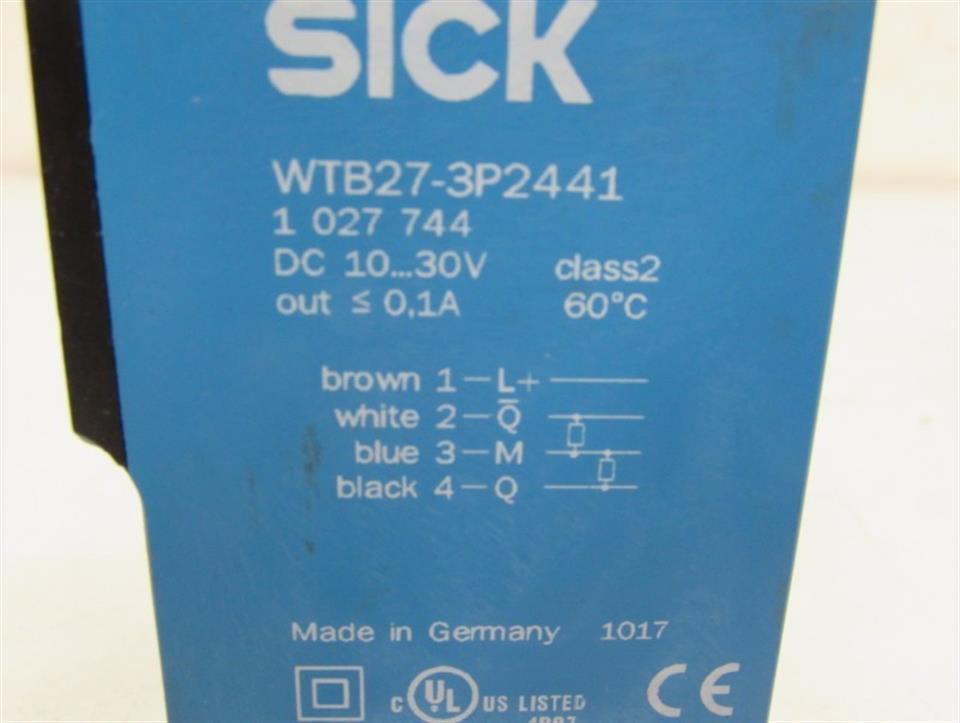 SICK
WTB27-3P2441
1 027 744
DC 10...30V class2
out ≤ 0,1A 60°C
brown 1 – L+
white 2 – Q̅
blue 3 – M
black 4 – Q
Made in Germany 1017
C UL US LISTED
CE